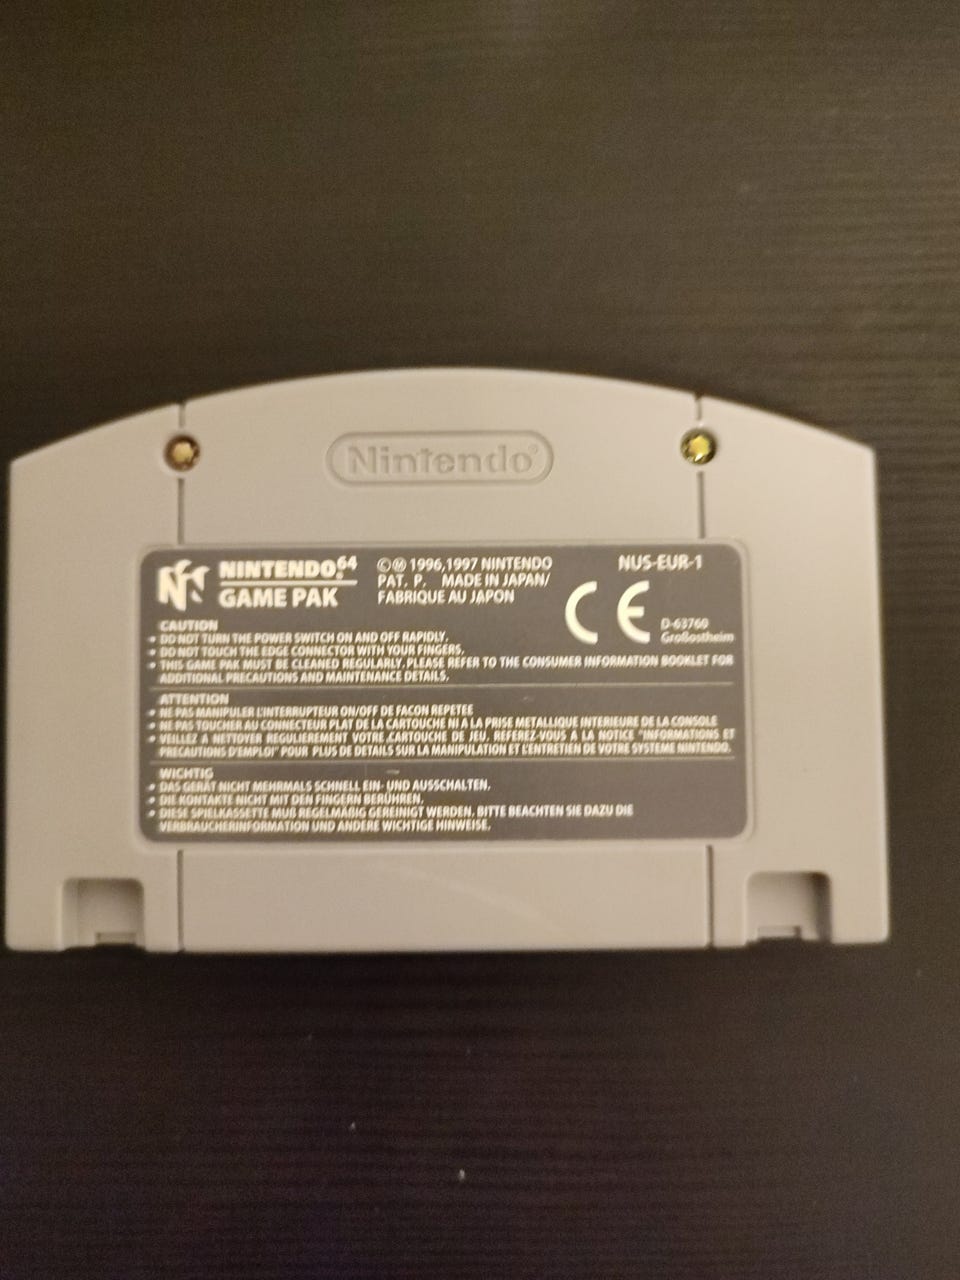 Nintendo®
NINTENDO⁶⁴
GAME PAK
©Ⓜ 1996,1997 NINTENDO
PAT. P. MADE IN JAPAN/
FABRIQUE AU JAPON
NUS-EUR-1
CE
D-63760
Großostheim
CAUTION
• DO NOT TURN THE POWER SWITCH ON AND OFF RAPIDLY.
• DO NOT TOUCH THE EDGE CONNECTOR WITH YOUR FINGERS.
• THIS GAME PAK MUST BE CLEANED REGULARLY. PLEASE REFER TO THE CONSUMER INFORMATION BOOKLET FOR
ADDITIONAL PRECAUTIONS AND MAINTENANCE DETAILS.
ATTENTION
• NE PAS MANIPULER L'INTERRUPTEUR ON/OFF DE FACON REPETEE
• NE PAS TOUCHER AU CONNECTEUR PLAT DE LA CARTOUCHE NI A LA PRISE METALLIQUE INTERIEURE DE LA CONSOLE
• VEILLEZ A NETTOYER REGULIEREMENT VOTRE CARTOUCHE DE JEU. REFEREZ-VOUS A LA NOTICE "INFORMATIONS ET
PRECAUTIONS D'EMPLOI" POUR PLUS DE DETAILS SUR LA MANIPULATION ET L'ENTRETIEN DE VOTRE SYSTEME NINTENDO.
WICHTIG
• DAS GERÄT NICHT MEHRMALS SCHNELL EIN- UND AUSSCHALTEN.
• DIE KONTAKTE NICHT MIT DEN FINGERN BERÜHREN.
• DIESE SPIELKASSETTE MUß REGELMÄßIG GEREINIGT WERDEN. BITTE BEACHTEN SIE DAZU DIE
VERBRAUCHERINFORMATION UND ANDERE WICHTIGE HINWEISE.